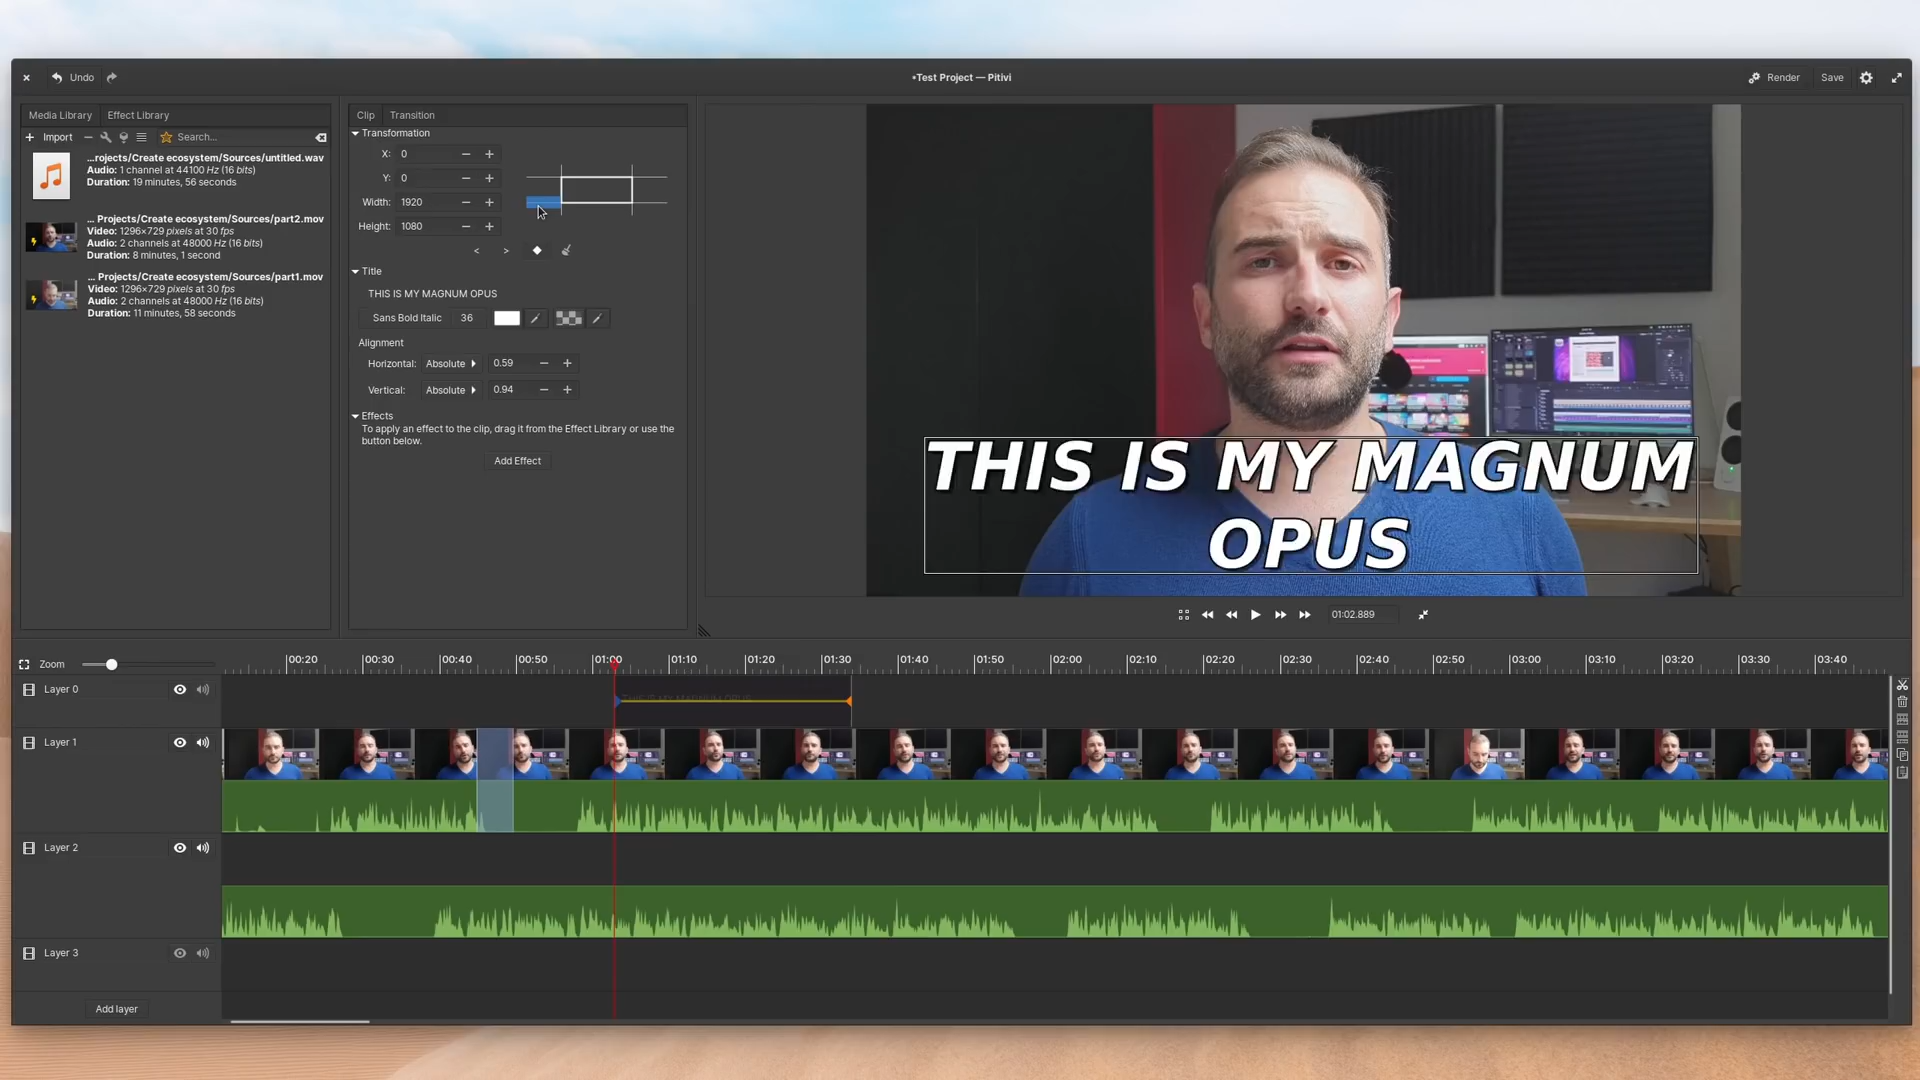 Undo
•Test Project — Pitivi
Render
Save
Media Library
Effect Library
Clip
Transition
Import
Search...
...rojects/Create ecosystem/Sources/untitled.wav
Audio: 1 channel at 44100 Hz (16 bits)
Duration: 19 minutes, 56 seconds
... Projects/Create ecosystem/Sources/part2.mov
Video: 1296×729 pixels at 30 fps
Audio: 2 channels at 48000 Hz (16 bits)
Duration: 8 minutes, 1 second
... Projects/Create ecosystem/Sources/part1.mov
Video: 1296×729 pixels at 30 fps
Audio: 2 channels at 48000 Hz (16 bits)
Duration: 11 minutes, 58 seconds
Transformation
X: 0
Y: 0
Width: 1920
Height: 1080
Title
THIS IS MY MAGNUM OPUS
Sans Bold Italic 36
Alignment
Horizontal: Absolute 0.59
Vertical: Absolute 0.94
Effects
To apply an effect to the clip, drag it from the Effect Library or use the
button below.
Add Effect
THIS IS MY MAGNUM
OPUS
01:02.889
Zoom
00:20 00:30 00:40 00:50 01:00 01:10 01:20 01:30 01:40 01:50 02:00 02:10 02:20 02:30 02:40 02:50 03:00 03:10 03:20 03:30 03:40
Layer 0
THIS IS MY MAGNUM OPUS
Layer 1
Layer 2
Layer 3
Add layer